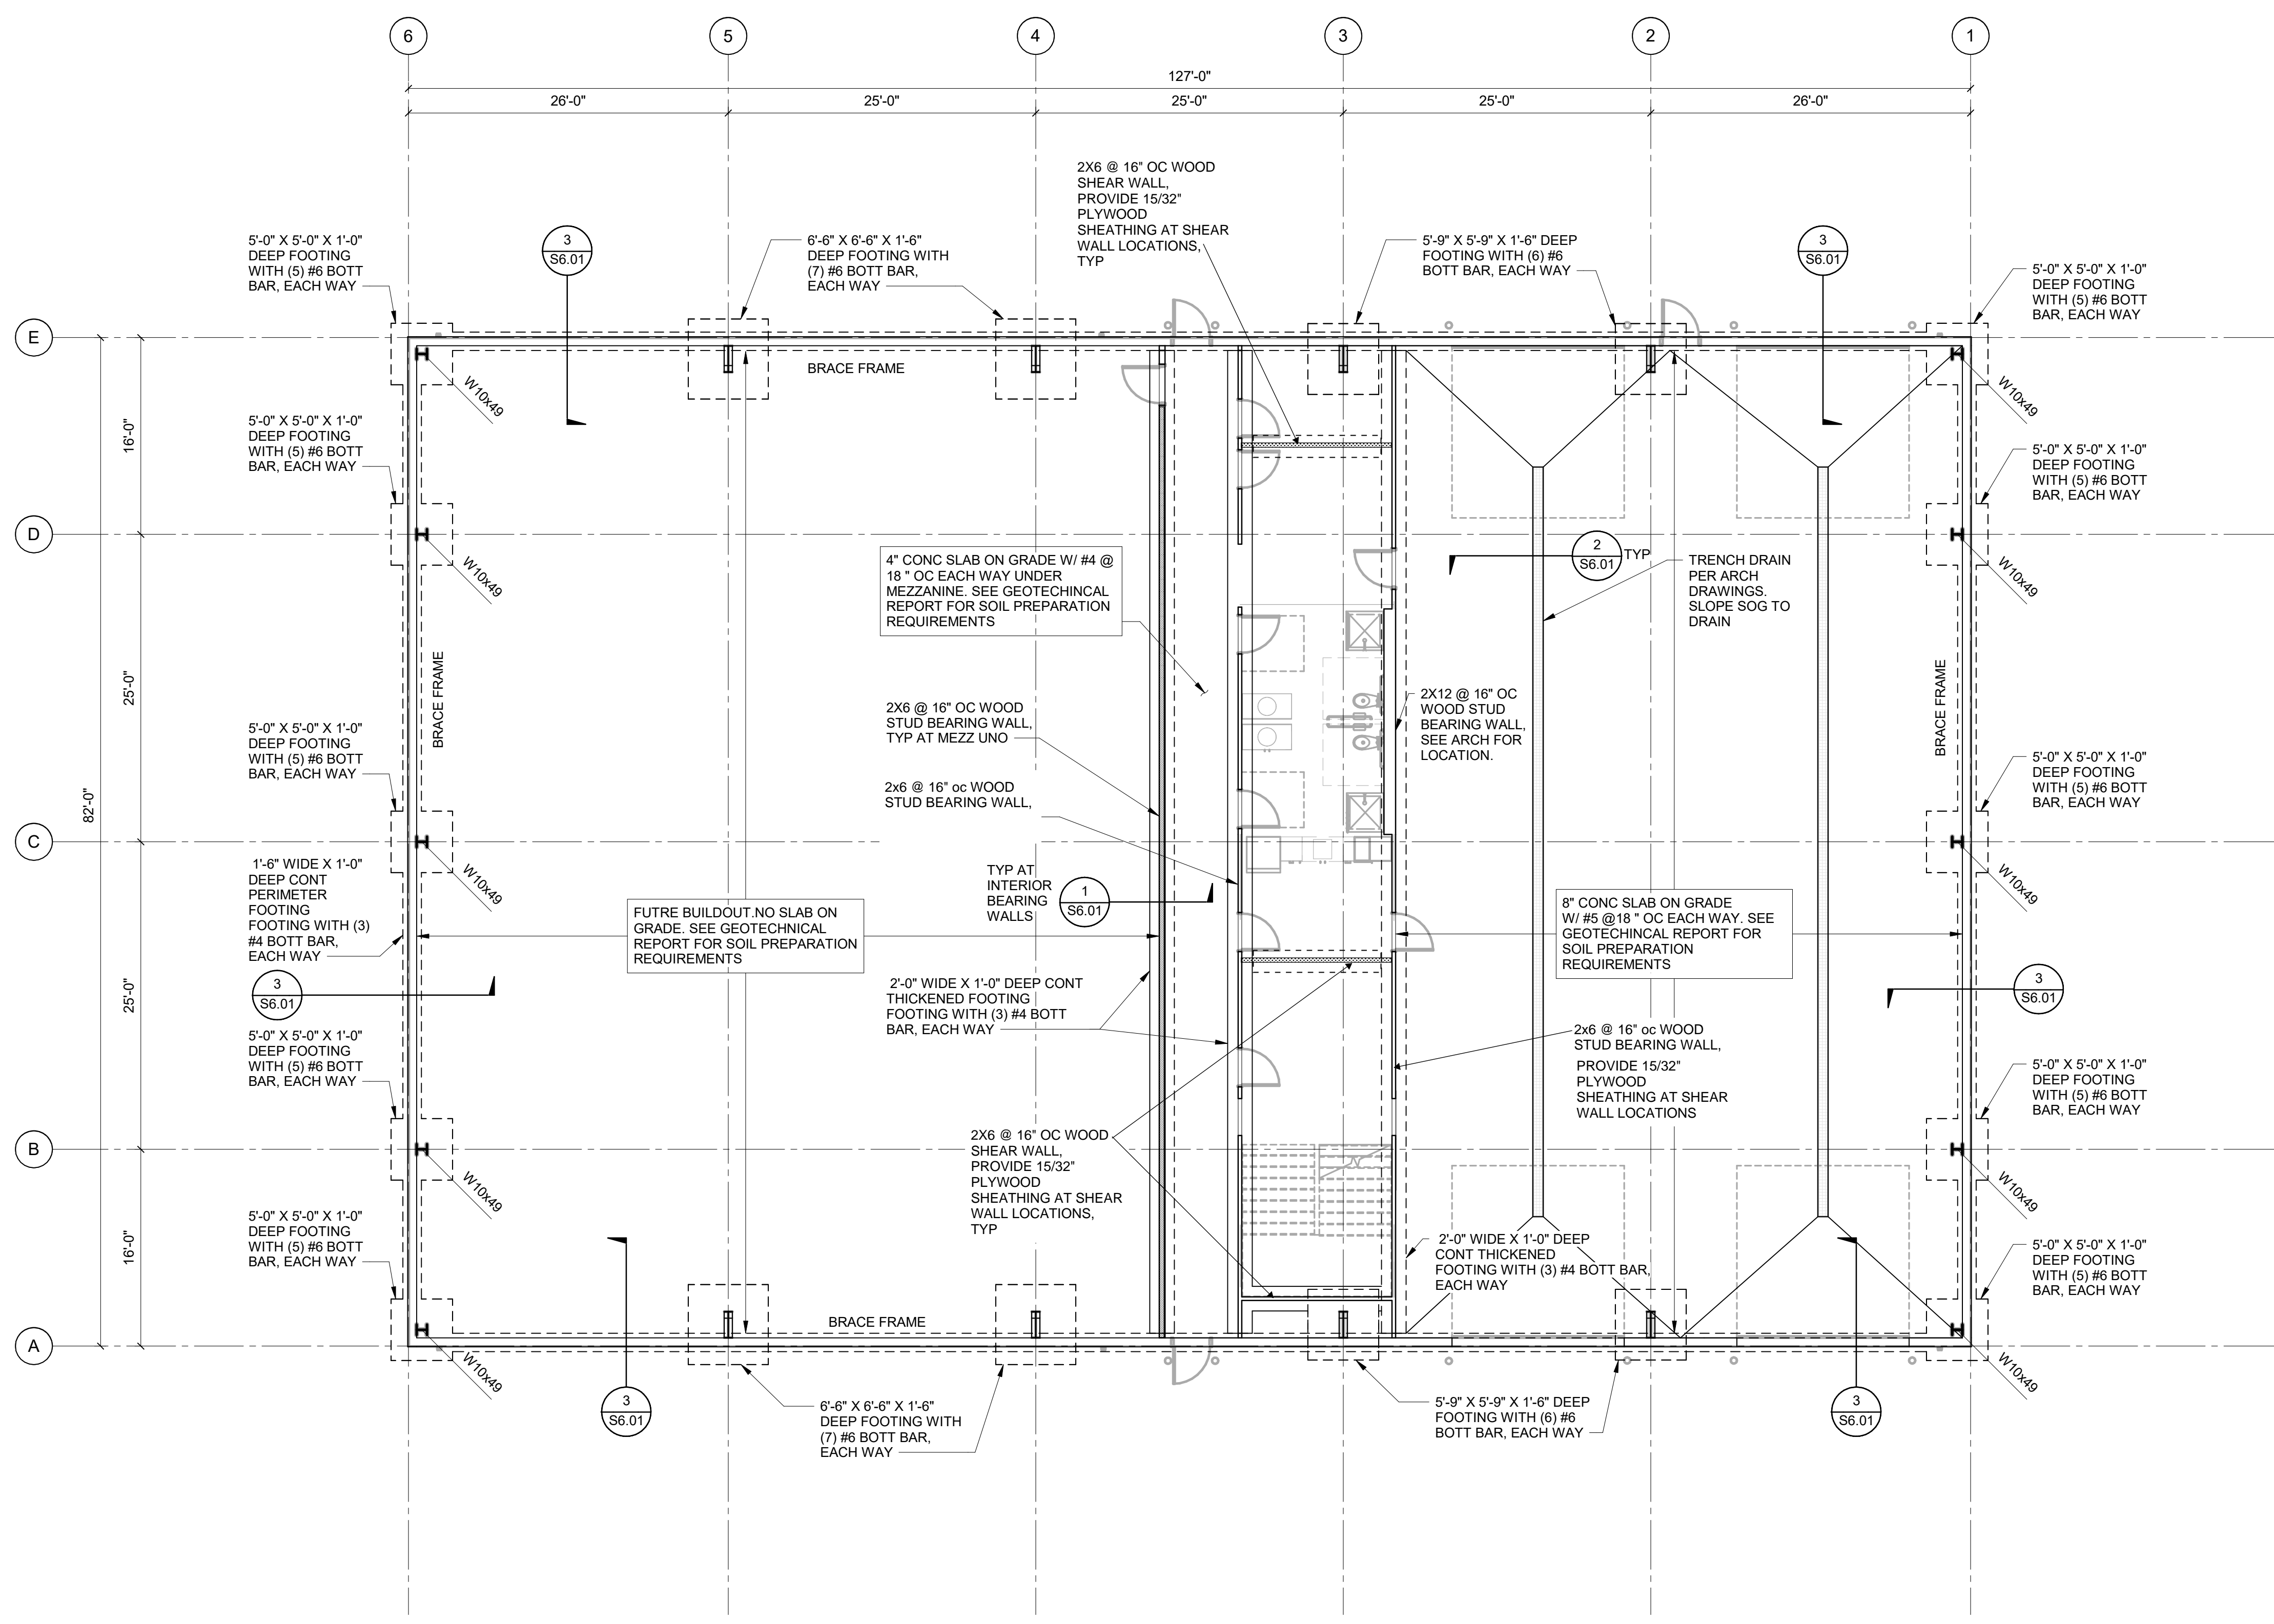 6
5
4
3
2
1
127'-0"
26'-0"
25'-0"
25'-0"
25'-0"
26'-0"
2X6 @ 16" OC WOOD
SHEAR WALL,
PROVIDE 15/32"
PLYWOOD
SHEATHING AT SHEAR
WALL LOCATIONS,
TYP
5'-0" X 5'-0" X 1'-0"
DEEP FOOTING
WITH (5) #6 BOTT
BAR, EACH WAY
3
S6.01
6'-6" X 6'-6" X 1'-6"
DEEP FOOTING WITH
(7) #6 BOTT BAR,
EACH WAY
5'-9" X 5'-9" X 1'-6" DEEP
FOOTING WITH (6) #6
BOTT BAR, EACH WAY
3
S6.01
5'-0" X 5'-0" X 1'-0"
DEEP FOOTING
WITH (5) #6 BOTT
BAR, EACH WAY
E
BRACE FRAME
W10x49
W10x49
16'-0"
5'-0" X 5'-0" X 1'-0"
DEEP FOOTING
WITH (5) #6 BOTT
BAR, EACH WAY
5'-0" X 5'-0" X 1'-0"
DEEP FOOTING
WITH (5) #6 BOTT
BAR, EACH WAY
D
W10x49
W10x49
4" CONC SLAB ON GRADE W/ #4 @
18 " OC EACH WAY UNDER
MEZZANINE. SEE GEOTECHINCAL
REPORT FOR SOIL PREPARATION
REQUIREMENTS
2
S6.01
TYP
TRENCH DRAIN
PER ARCH
DRAWINGS.
SLOPE SOG TO
DRAIN
25'-0"
BRACE FRAME
BRACE FRAME
2X6 @ 16" OC WOOD
STUD BEARING WALL,
TYP AT MEZZ UNO
2X12 @ 16" OC
WOOD STUD
BEARING WALL,
SEE ARCH FOR
LOCATION.
5'-0" X 5'-0" X 1'-0"
DEEP FOOTING
WITH (5) #6 BOTT
BAR, EACH WAY
5'-0" X 5'-0" X 1'-0"
DEEP FOOTING
WITH (5) #6 BOTT
BAR, EACH WAY
82'-0"
2x6 @ 16" oc WOOD
STUD BEARING WALL,
C
W10x49
W10x49
1'-6" WIDE X 1'-0"
DEEP CONT
PERIMETER
FOOTING
FOOTING WITH (3)
#4 BOTT BAR,
EACH WAY
TYP AT
INTERIOR
BEARING
WALLS
1
S6.01
FUTRE BUILDOUT.NO SLAB ON
GRADE. SEE GEOTECHNICAL
REPORT FOR SOIL PREPARATION
REQUIREMENTS
8" CONC SLAB ON GRADE
W/ #5 @18 " OC EACH WAY. SEE
GEOTECHINCAL REPORT FOR
SOIL PREPARATION
REQUIREMENTS
3
S6.01
3
S6.01
25'-0"
2'-0" WIDE X 1'-0" DEEP CONT
THICKENED FOOTING
FOOTING WITH (3) #4 BOTT
BAR, EACH WAY
2x6 @ 16" oc WOOD
STUD BEARING WALL,
PROVIDE 15/32"
PLYWOOD
SHEATHING AT SHEAR
WALL LOCATIONS
5'-0" X 5'-0" X 1'-0"
DEEP FOOTING
WITH (5) #6 BOTT
BAR, EACH WAY
5'-0" X 5'-0" X 1'-0"
DEEP FOOTING
WITH (5) #6 BOTT
BAR, EACH WAY
B
W10x49
W10x49
2X6 @ 16" OC WOOD
SHEAR WALL,
PROVIDE 15/32"
PLYWOOD
SHEATHING AT SHEAR
WALL LOCATIONS,
TYP
16'-0"
5'-0" X 5'-0" X 1'-0"
DEEP FOOTING
WITH (5) #6 BOTT
BAR, EACH WAY
2'-0" WIDE X 1'-0" DEEP
CONT THICKENED
FOOTING WITH (3) #4 BOTT BAR,
EACH WAY
5'-0" X 5'-0" X 1'-0"
DEEP FOOTING
WITH (5) #6 BOTT
BAR, EACH WAY
BRACE FRAME
A
W10x49
W10x49
3
S6.01
6'-6" X 6'-6" X 1'-6"
DEEP FOOTING WITH
(7) #6 BOTT BAR,
EACH WAY
5'-9" X 5'-9" X 1'-6" DEEP
FOOTING WITH (6) #6
BOTT BAR, EACH WAY
3
S6.01